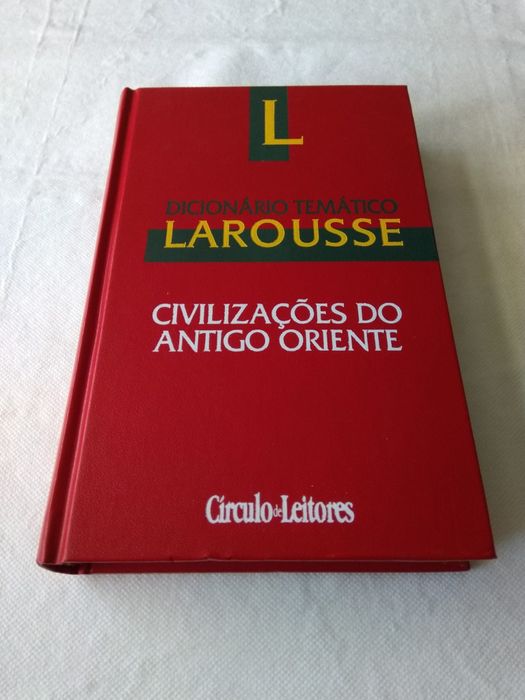 L
DICIONÁRIO TEMÁTICO
LAROUSSE
CIVILIZAÇÕES DO
ANTIGO ORIENTE
Círculo de Leitores